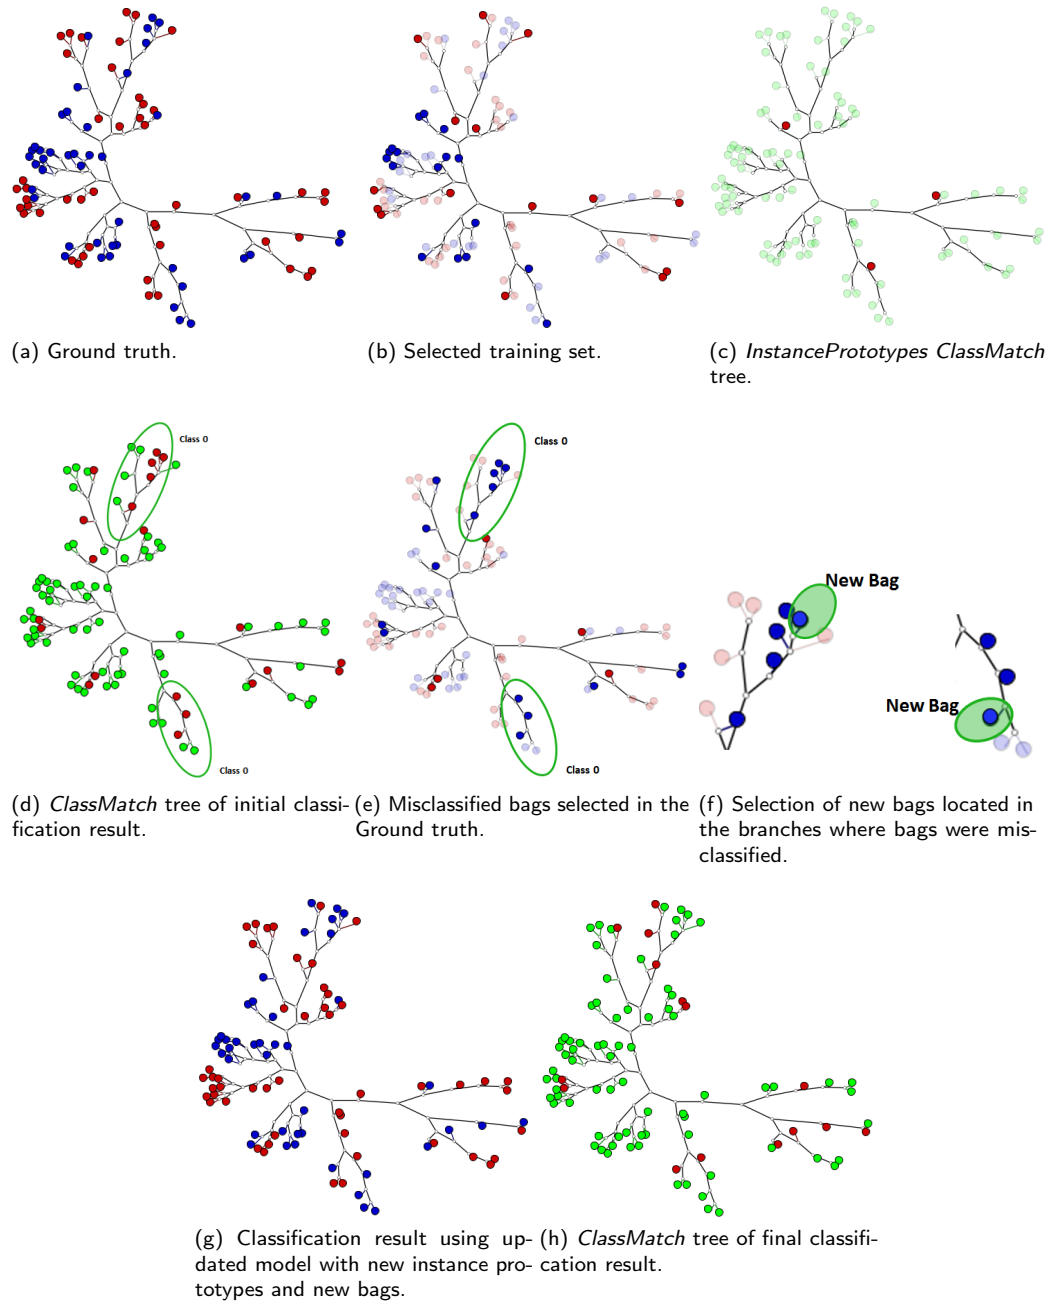 (a) Ground truth.
(b) Selected training set.
(c) InstancePrototypes ClassMatch
tree.
Class 0
Class 0
(d) ClassMatch tree of initial classi-
fication result.
Class 0
Class 0
(e) Misclassified bags selected in the
Ground truth.
New Bag
New Bag
(f) Selection of new bags located in
the branches where bags were mis-
classified.
(g) Classification result using up-
dated model with new instance pro-
totypes and new bags.
(h) ClassMatch tree of final classifi-
cation result.